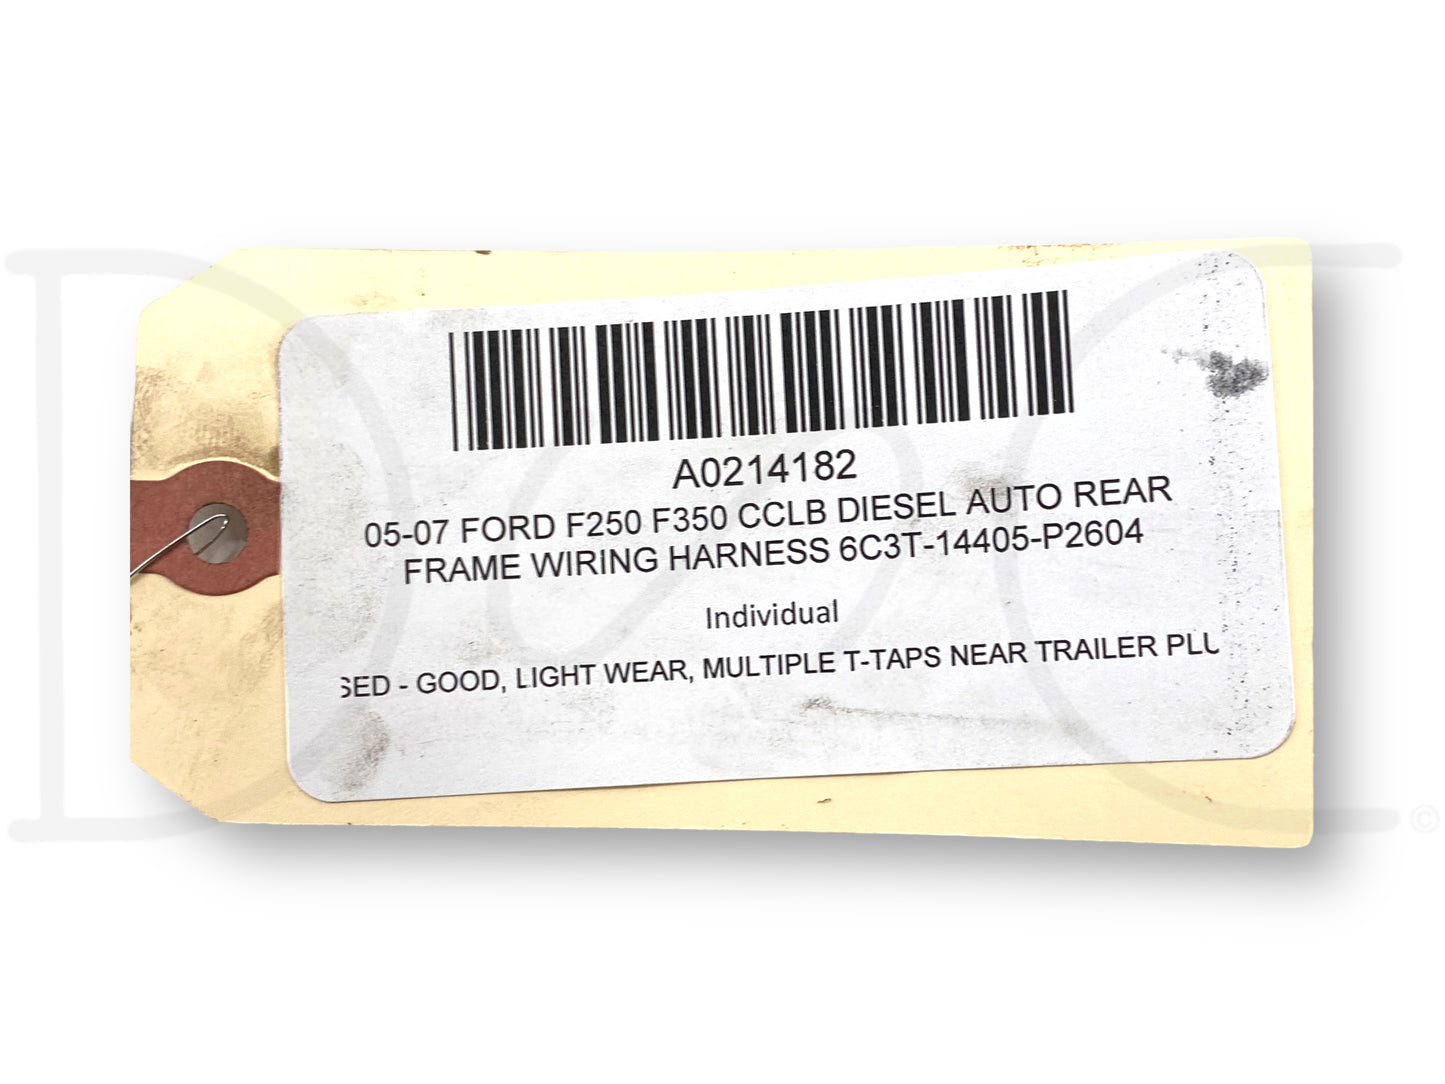 A0214182
05-07 FORD F250 F350 CCLB DIESEL AUTO REAR
FRAME WIRING HARNESS 6C3T-14405-P2604
Individual
SED - GOOD, LIGHT WEAR, MULTIPLE T-TAPS NEAR TRAILER PLU
DC
©